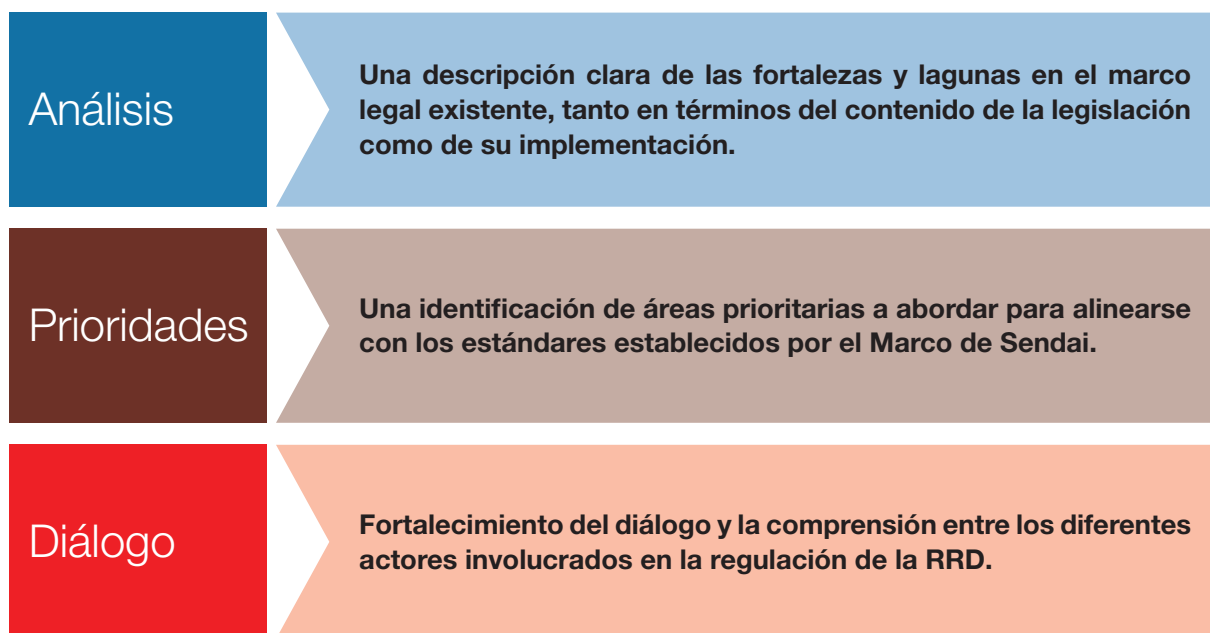 Análisis
Una descripción clara de las fortalezas y lagunas en el marco
legal existente, tanto en términos del contenido de la legislación
como de su implementación.
Prioridades
Una identificación de áreas prioritarias a abordar para alinearse
con los estándares establecidos por el Marco de Sendai.
Diálogo
Fortalecimiento del diálogo y la comprensión entre los diferentes
actores involucrados en la regulación de la RRD.